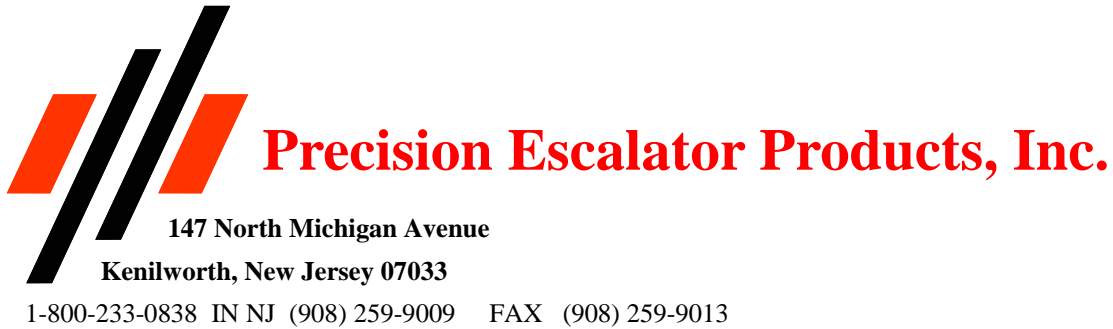 Precision Escalator Products, Inc.
147 North Michigan Avenue
Kenilworth, New Jersey 07033
1-800-233-0838 IN NJ (908) 259-9009 FAX (908) 259-9013